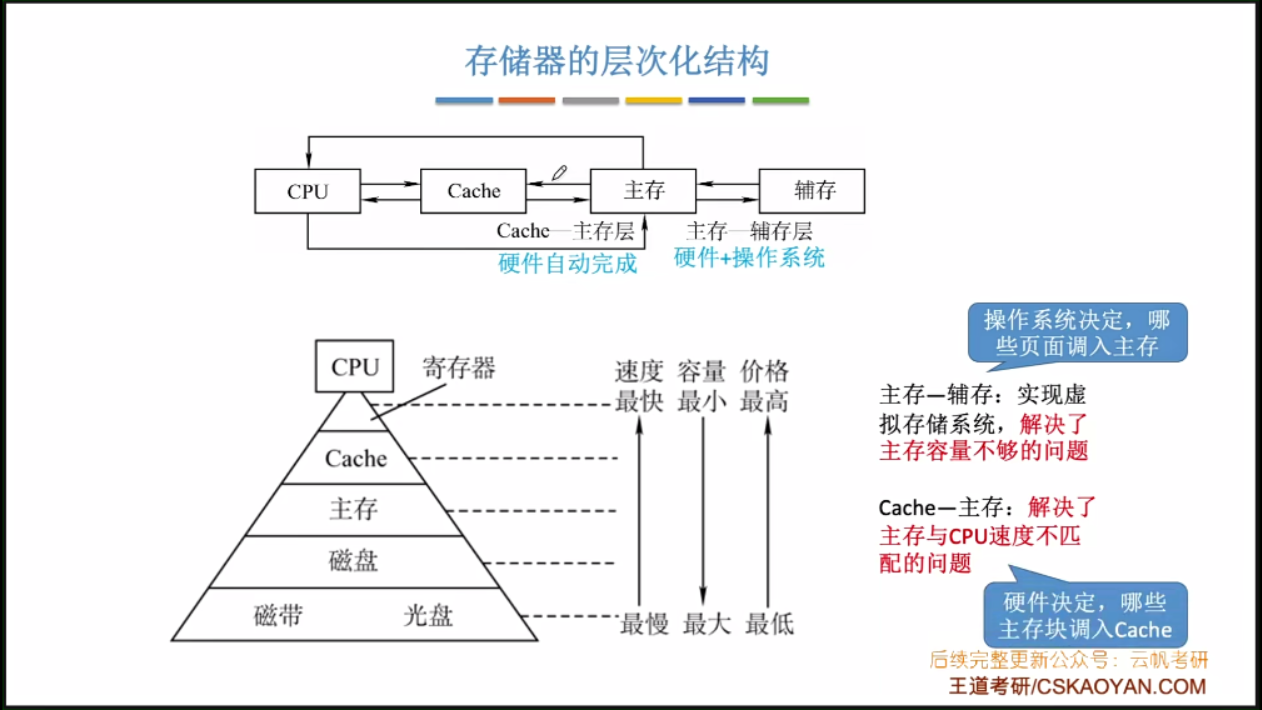 存储器的层次化结构
CPU
Cache
主存
辅存
Cache—主存层
主存—辅存层
硬件自动完成
硬件+操作系统
CPU
寄存器
Cache
主存
磁盘
磁带
光盘
速度 容量 价格
最快 最小 最高
最慢 最大 最低
操作系统决定，哪
些页面调入主存
主存—辅存：实现虚
拟存储系统，解决了
主存容量不够的问题
Cache—主存：解决了
主存与CPU速度不匹
配的问题
硬件决定，哪些
主存块调入Cache
后续完整更新公众号：云帆考研
王道考研/CSKAOYAN.COM